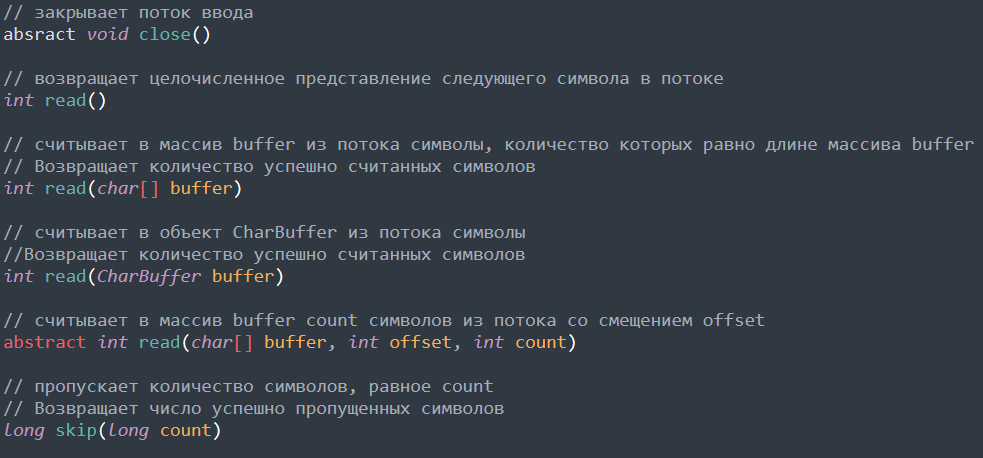 // закрывает поток ввода
absract void close()
// возвращает целочисленное представление следующего символа в потоке
int read()
// считывает в массив buffer из потока символы, количество которых равно длине массива buffer
// Возвращает количество успешно считанных символов
int read(char[] buffer)
// считывает в объект CharBuffer из потока символы
//Возвращает количество успешно считанных символов
int read(CharBuffer buffer)
// считывает в массив buffer count символов из потока со смещением offset
abstract int read(char[] buffer, int offset, int count)
// пропускает количество символов, равное count
// Возвращает число успешно пропущенных символов
long skip(long count)